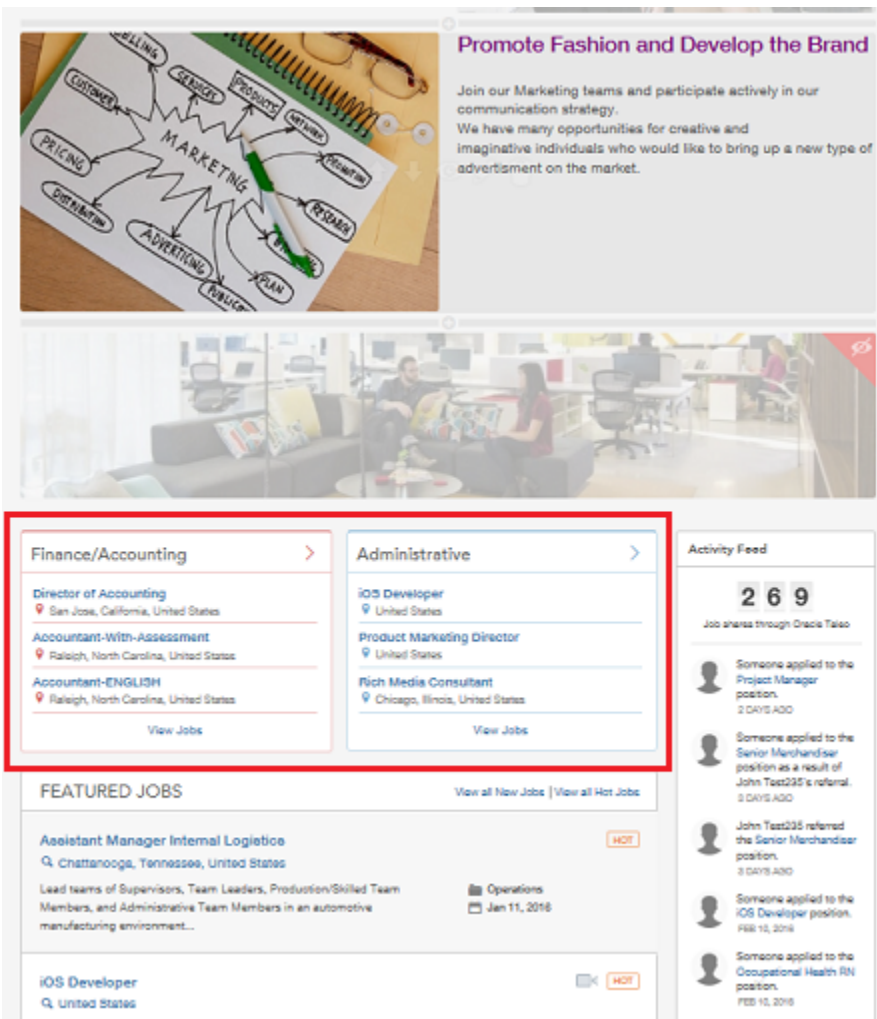 Promote Fashion and Develop the Brand
Join our Marketing teams and participate actively in our
communication strategy.
We have many opportunities for creative and
imaginative individuals who would like to bring up a new type of
advertisment on the market.
SELLING
SERVICES
PRODUCTS
NETWORK
CUSTOMER
PROMOTION
PRICING
MARKETING
RESEARCH
DISTRIBUTION
ADVERTICING
PLAN
Finance/Accounting
Director of Accounting
San Jose, California, United States
Accountant-With-Assessment
Raleigh, North Carolina, United States
Accountant-ENGLISH
Raleigh, North Carolina, United States
View Jobs
Administrative
iOS Developer
United States
Product Marketing Director
United States
Rich Media Consultant
Chicago, Illinois, United States
View Jobs
Activity Feed
269
Job shares through Oracle Taleo
Someone applied to the
Project Manager
position.
2 DAYS AGO
Someone applied to the
Senior Merchandiser
position as a result of
John Test235's referral.
3 DAYS AGO
John Test235 referred
the Senior Merchandiser
position.
3 DAYS AGO
Someone applied to the
iOS Developer position.
FEB 10, 2016
Someone applied to the
Occupational Health RN
position.
FEB 10, 2016
FEATURED JOBS
View all New Jobs | View all Hot Jobs
Assistant Manager Internal Logistics
HOT
Chattanooga, Tennessee, United States
Lead teams of Supervisors, Team Leaders, Production/Skilled Team
Members, and Administrative Team Members in an automotive
manufacturing environment...
Operations
Jan 11, 2016
iOS Developer
HOT
United States